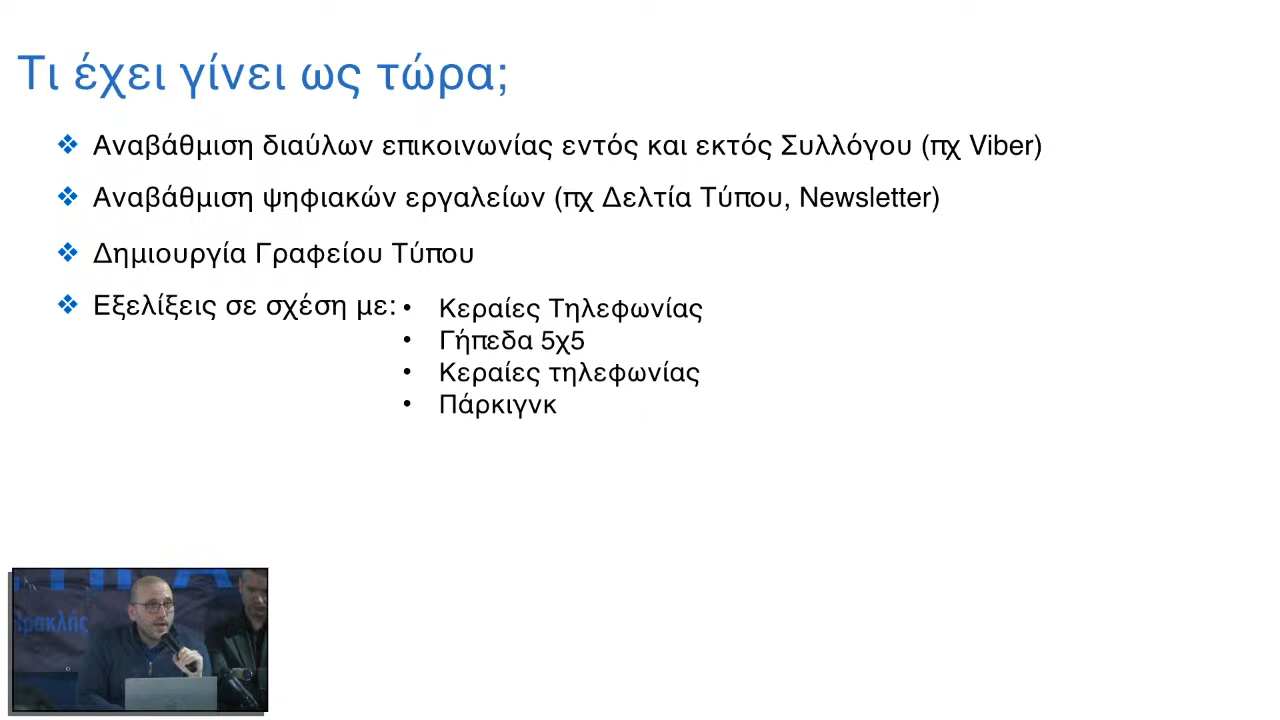 Τι έχει γίνει ως τώρα;
❖ Αναβάθμιση διαύλων επικοινωνίας εντός και εκτός Συλλόγου (πχ Viber)
❖ Αναβάθμιση ψηφιακών εργαλείων (πχ Δελτία Τύπου, Newsletter)
❖ Δημιουργία Γραφείου Τύπου
❖ Εξελίξεις σε σχέση με: • Κεραίες Τηλεφωνίας
• Γήπεδα 5χ5
• Κεραίες τηλεφωνίας
• Πάρκιγνκ